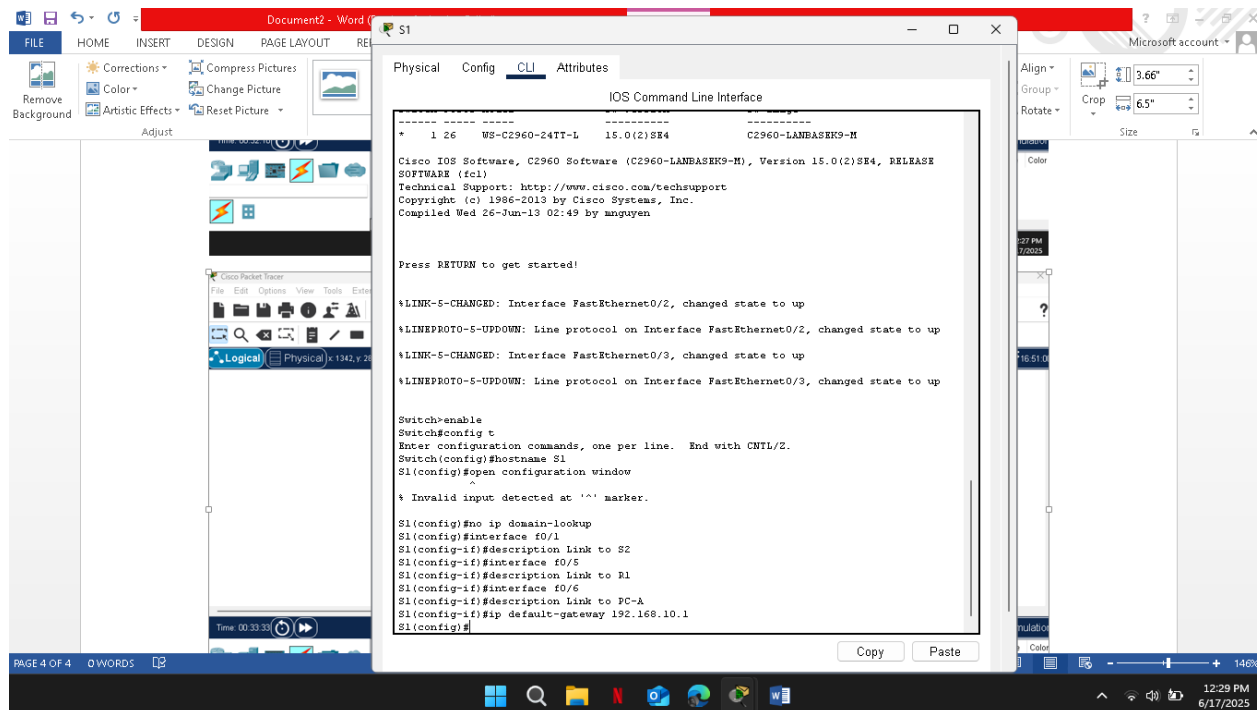 Document2 - Word (
FILE
HOME
INSERT
DESIGN
PAGE LAYOUT
Microsoft account
Remove
Background
Corrections
Color
Artistic Effects
Compress Pictures
Change Picture
Reset Picture
Adjust
Align
Group
Rotate
Crop
3.66"
6.5"
Size
S1
Physical
Config
CLI
Attributes
IOS Command Line Interface
* 1 26 WS-C2960-24TT-L 15.0(2)SE4 C2960-LANBASEK9-M
Cisco IOS Software, C2960 Software (C2960-LANBASEK9-M), Version 15.0(2)SE4, RELEASE
SOFTWARE (fc1)
Technical Support: http://www.cisco.com/techsupport
Copyright (c) 1986-2013 by Cisco Systems, Inc.
Compiled Wed 26-Jun-13 02:49 by mnguyen
Press RETURN to get started!
%LINK-5-CHANGED: Interface FastEthernet0/2, changed state to up
%LINEPROTO-5-UPDOWN: Line protocol on Interface FastEthernet0/2, changed state to up
%LINK-5-CHANGED: Interface FastEthernet0/3, changed state to up
%LINEPROTO-5-UPDOWN: Line protocol on Interface FastEthernet0/3, changed state to up
Switch>enable
Switch#config t
Enter configuration commands, one per line. End with CNTL/Z.
Switch(config)#hostname S1
S1(config)#open configuration window
^
% Invalid input detected at '^' marker.
S1(config)#no ip domain-lookup
S1(config)#interface f0/1
S1(config-if)#description Link to S2
S1(config-if)#interface f0/5
S1(config-if)#description Link to R1
S1(config-if)#interface f0/6
S1(config-if)#description Link to PC-A
S1(config-if)#ip default-gateway 192.168.10.1
S1(config)#
Copy
Paste
Cisco Packet Tracer
File Edit Options View Tools
Logical
Physical
x: 1342, y:
Time: 00:33:33
Color
2:27 PM
16:51:0
Color
PAGE 4 OF 4
0 WORDS
146%
12:29 PM
6/17/2025